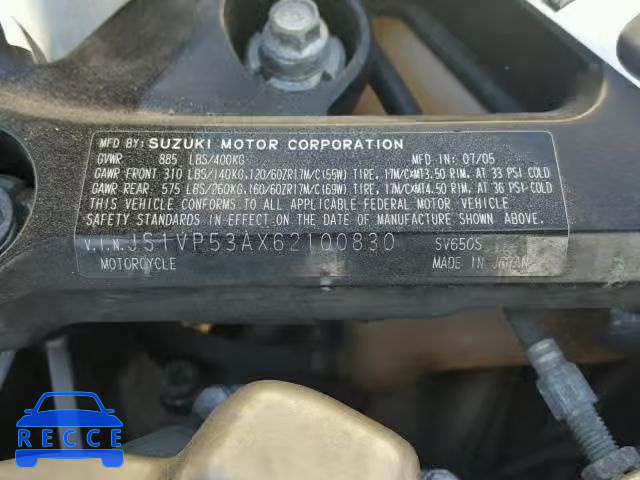 MFD BY: SUZUKI MOTOR CORPORATION
GVWR 885 LBS/400KG MFD IN: 07/05
GAWR FRONT 310 LBS/140KG, 120/60ZR17M/C(55W) TIRE, 17M/CxMT3.50 RIM, AT 33 PSI COLD
GAWR REAR: 575 LBS/260KG, 160/60ZR17M/C(69W) TIRE, 17M/CxMT4.50 RIM, AT 36 PSI COLD
THIS VEHICLE CONFORMS TO ALL APPLICABLE FEDERAL MOTOR VEHICLE
SAFETY STANDARDS IN EFFECT ON THE DATE OF MANUFACTURE SHOWN ABOVE.
V.I.N. JS1VP53AX62100830 SV650S
MOTORCYCLE MADE IN JAPAN
RECCE